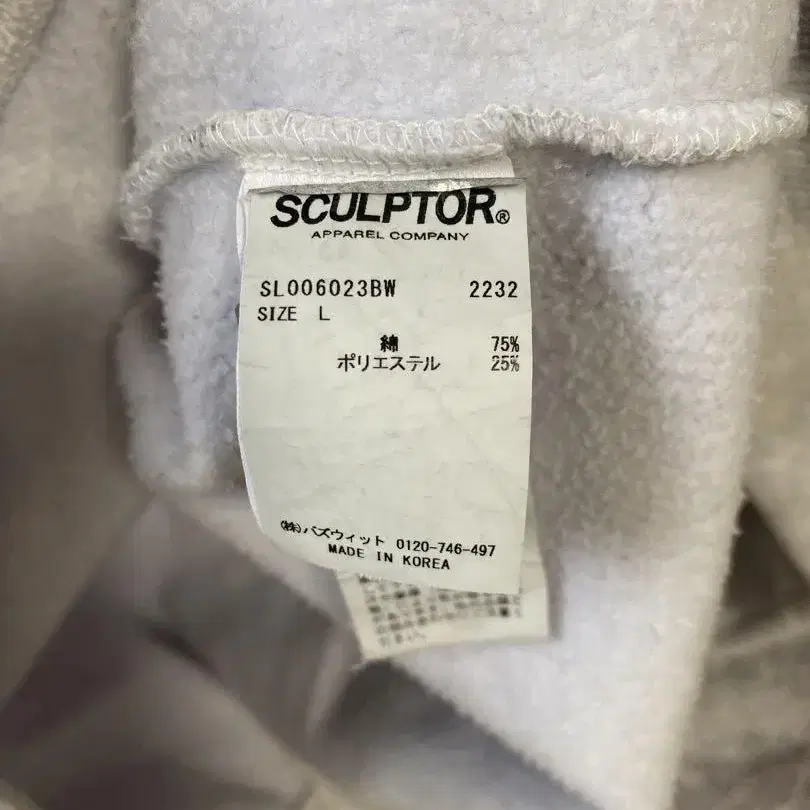 SCULPTOR®
APPAREL COMPANY
SL006023BW 2232
SIZE L
綿 75%
ポリエステル 25%
(株)バズウィット 0120-746-497
MADE IN KOREA